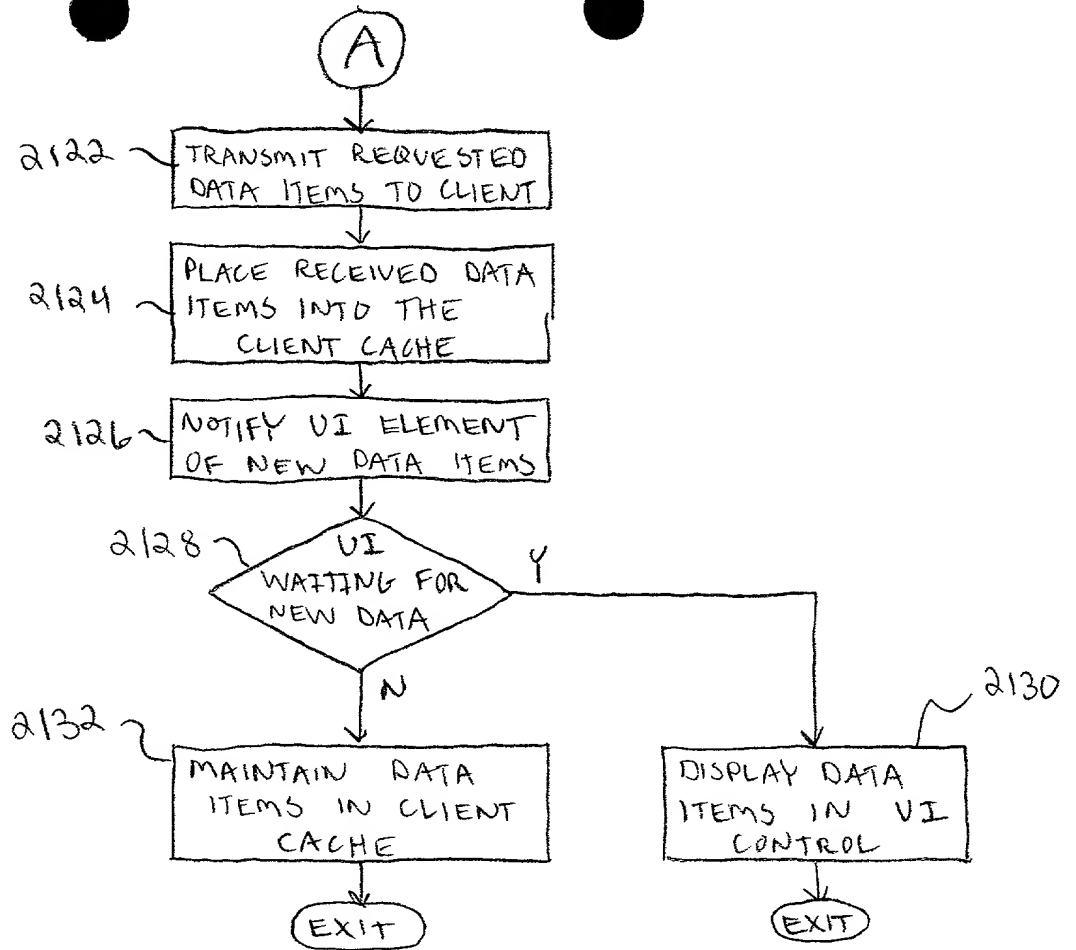 A
2122
TRANSMIT REQUESTED
DATA ITEMS TO CLIENT
2124
PLACE RECEIVED DATA
ITEMS INTO THE
CLIENT CACHE
2126
NOTIFY UI ELEMENT
OF NEW DATA ITEMS
2128
UI
WAITING FOR
NEW DATA
Y
N
2132
MAINTAIN DATA
ITEMS IN CLIENT
CACHE
2130
DISPLAY DATA
ITEMS IN UI
CONTROL
EXIT
EXIT